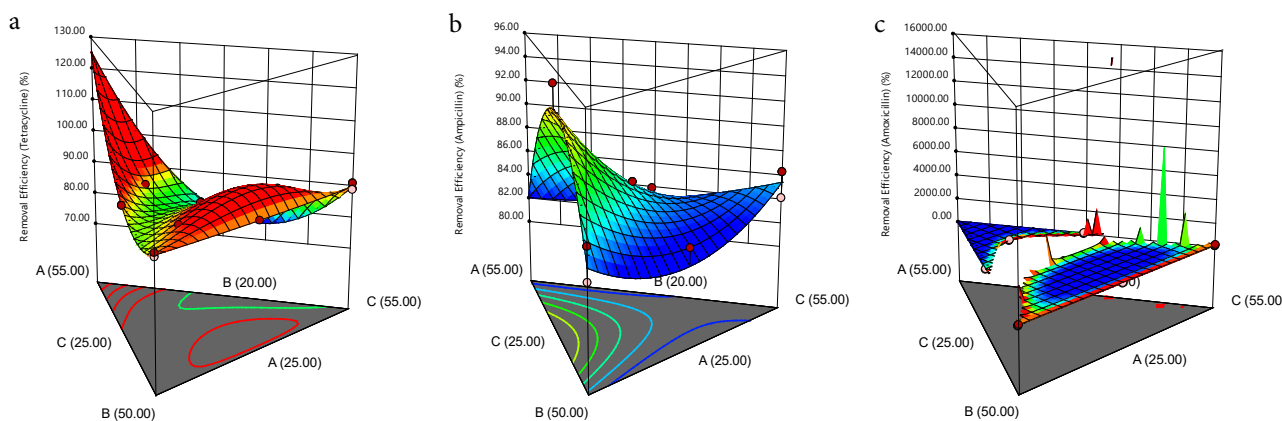 a
130.00
120.00
110.00
100.00
90.00
80.00
70.00
Removal Efficiency (Tetracycline) (%)
A (55.00)
B (20.00)
C (55.00)
C (25.00)
A (25.00)
B (50.00)
b
96.00
94.00
92.00
90.00
88.00
86.00
84.00
82.00
80.00
Removal Efficiency (Ampicillin) (%)
A (55.00)
B (20.00)
C (55.00)
C (25.00)
A (25.00)
B (50.00)
c
16000.00
14000.00
12000.00
10000.00
8000.00
6000.00
4000.00
2000.00
0.00
Removal Efficiency (Amoxicillin) (%)
A (55.00)
C (55.00)
C (25.00)
A (25.00)
B (50.00)